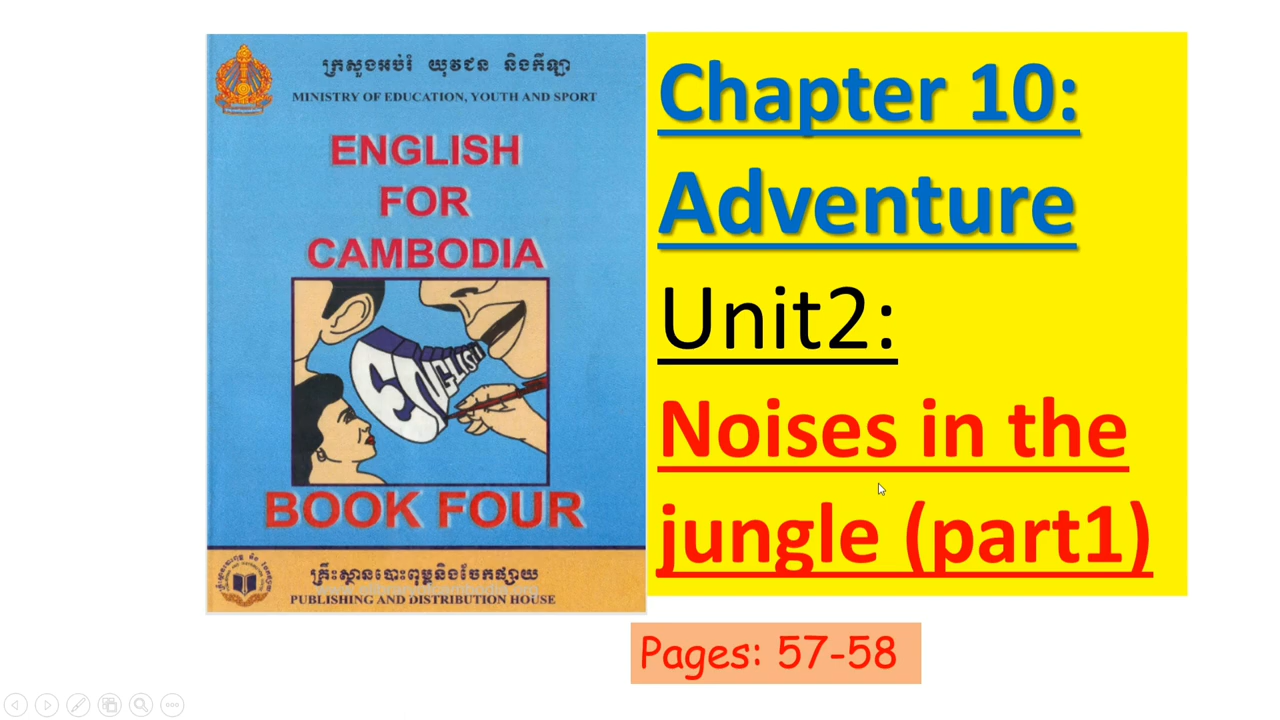 ក្រសួងអប់រំ យុវជន និងកីឡា
MINISTRY OF EDUCATION, YOUTH AND SPORT
ENGLISH
FOR
CAMBODIA
ENGLISH
BOOK FOUR
គ្រឹះស្ថានបោះពុម្ពនិងចែកផ្សាយ
PUBLISHING AND DISTRIBUTION HOUSE
Chapter 10:
Adventure
Unit2:
Noises in the
jungle (part1)
Pages: 57-58